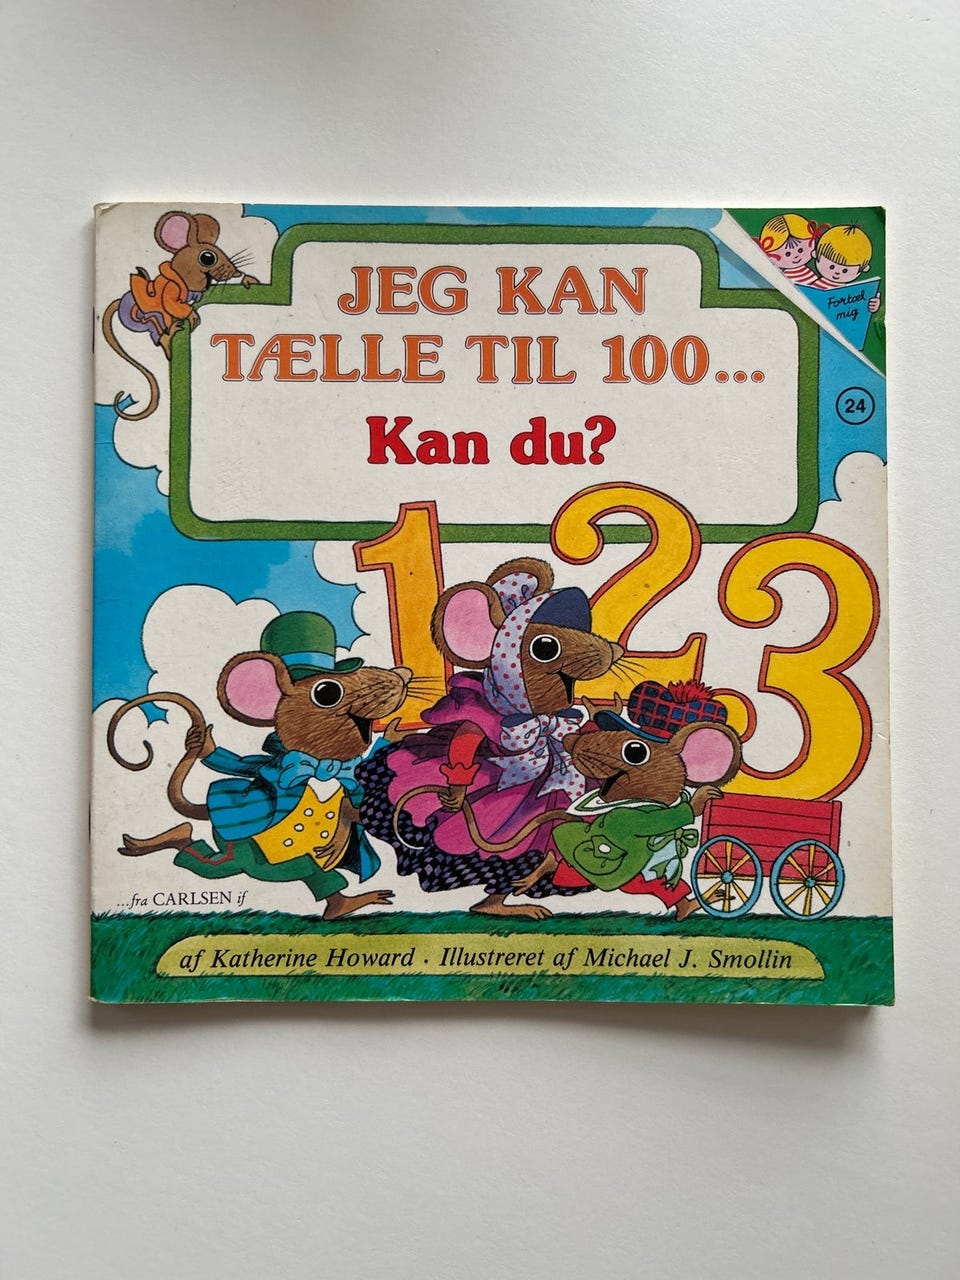 JEG KAN
TÆLLE TIL 100...
Kan du?
Fortæl
mig
24
1 2 3
...fra CARLSEN if
af Katherine Howard · Illustreret af Michael J. Smollin